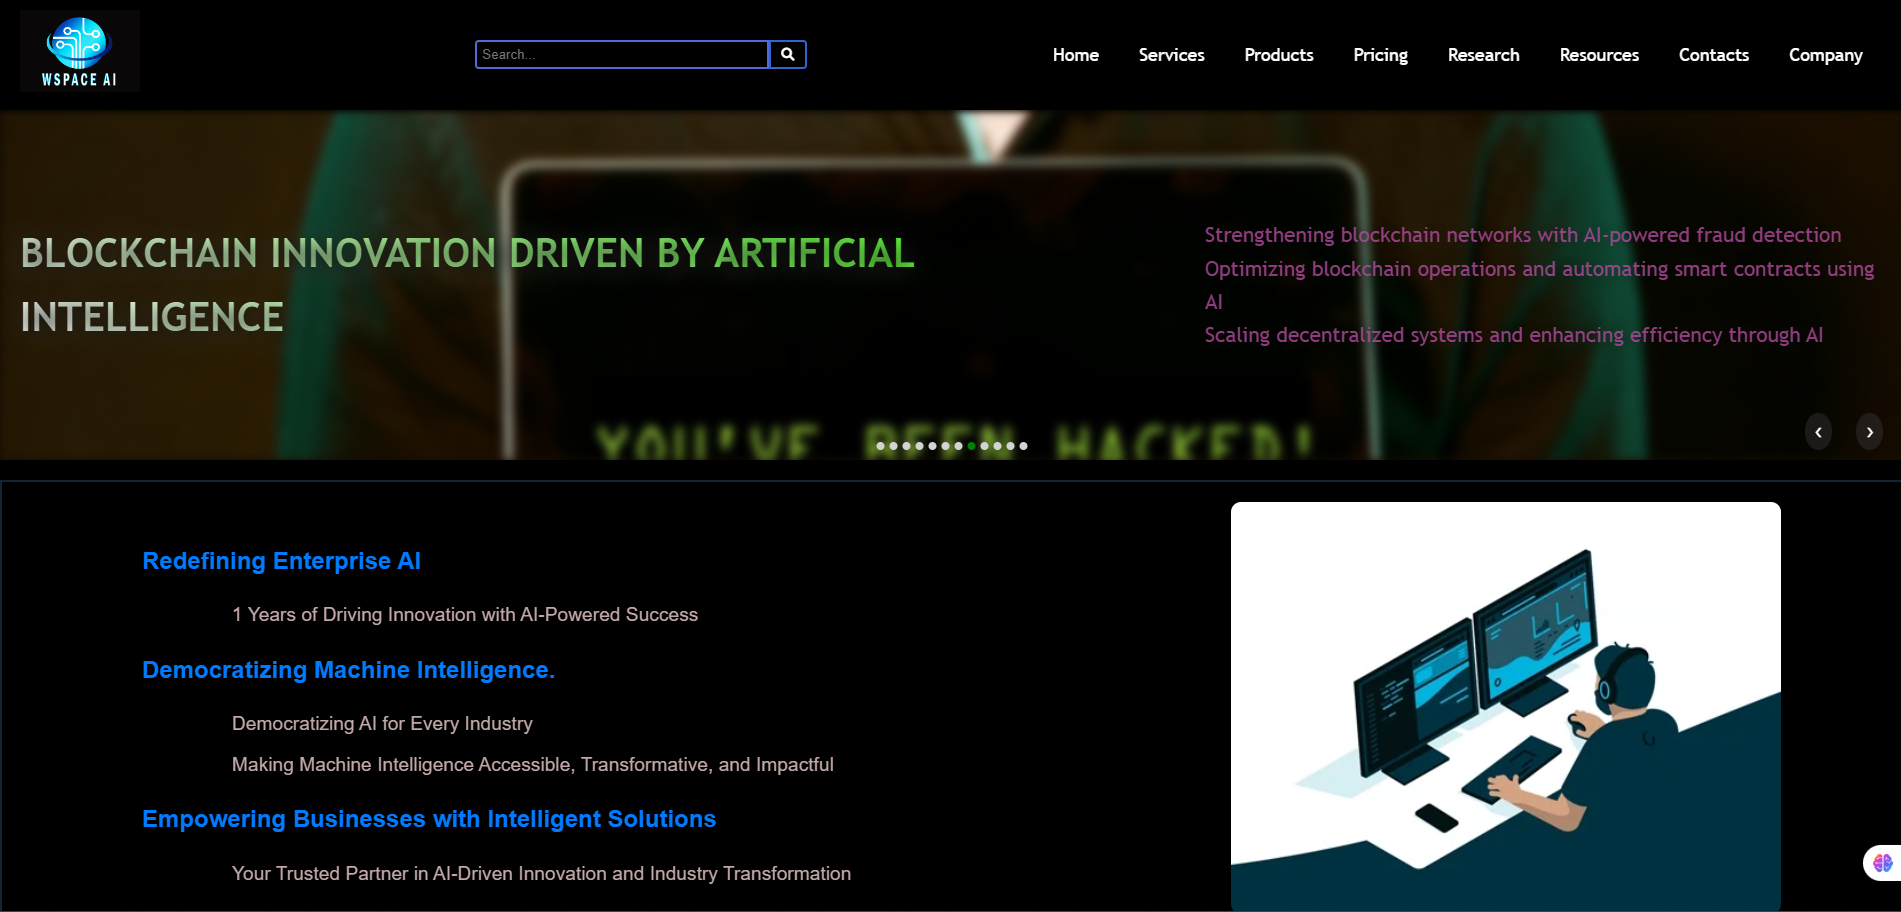 WSPACE AI
Search...
Home Services Products Pricing Research Resources Contacts Company
BLOCKCHAIN INNOVATION DRIVEN BY ARTIFICIAL
INTELLIGENCE
Strengthening blockchain networks with AI-powered fraud detection
Optimizing blockchain operations and automating smart contracts using
AI
Scaling decentralized systems and enhancing efficiency through AI
YOU'VE BEEN HACKED!
Redefining Enterprise AI
1 Years of Driving Innovation with AI-Powered Success
Democratizing Machine Intelligence.
Democratizing AI for Every Industry
Making Machine Intelligence Accessible, Transformative, and Impactful
Empowering Businesses with Intelligent Solutions
Your Trusted Partner in AI-Driven Innovation and Industry Transformation